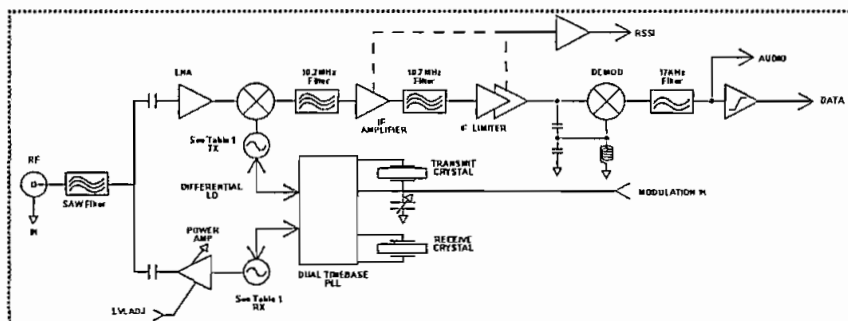 RSSI
AUDIO
LNA
10.7MHz
Filter
10.7MHz
Filter
DEMOD
17KHz
Filter
IF
AMPLIFIER
IF LIMITER
DATA
See Table 1
TX
RF
SAW Filter
IN
DIFFERENTIAL
LO
TRANSMIT
CRYSTAL
MODULATION IN
POWER
AMP
RECEIVE
CRYSTAL
DUAL TIMEBASE
PLL
See Table 1
RX
LVLADJ